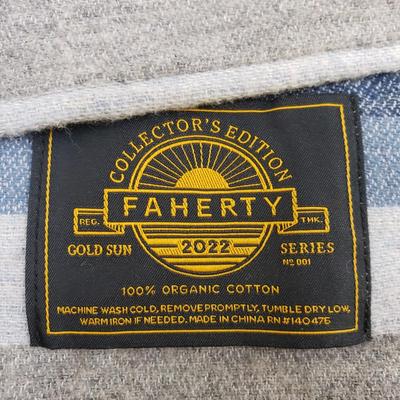 COLLECTOR'S EDITION
FAHERTY
REG. THK.
GOLD SUN 2022 SERIES
Nº 001
100% ORGANIC COTTON
MACHINE WASH COLD, REMOVE PROMPTLY, TUMBLE DRY LOW,
WARM IRON IF NEEDED. MADE IN CHINA RN #140475